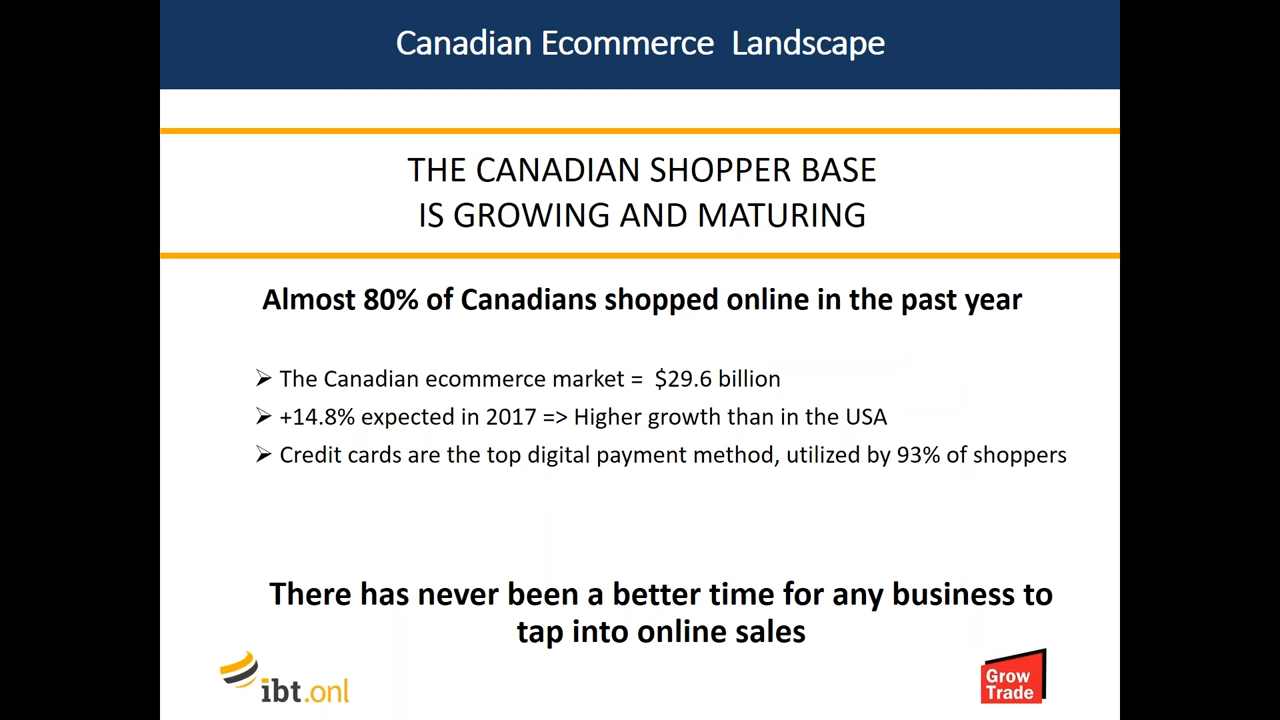 Canadian Ecommerce Landscape
THE CANADIAN SHOPPER BASE
IS GROWING AND MATURING
Almost 80% of Canadians shopped online in the past year
➢ The Canadian ecommerce market = $29.6 billion
➢ +14.8% expected in 2017 => Higher growth than in the USA
➢ Credit cards are the top digital payment method, utilized by 93% of shoppers
There has never been a better time for any business to
tap into online sales
ibt.onl
Grow
Trade